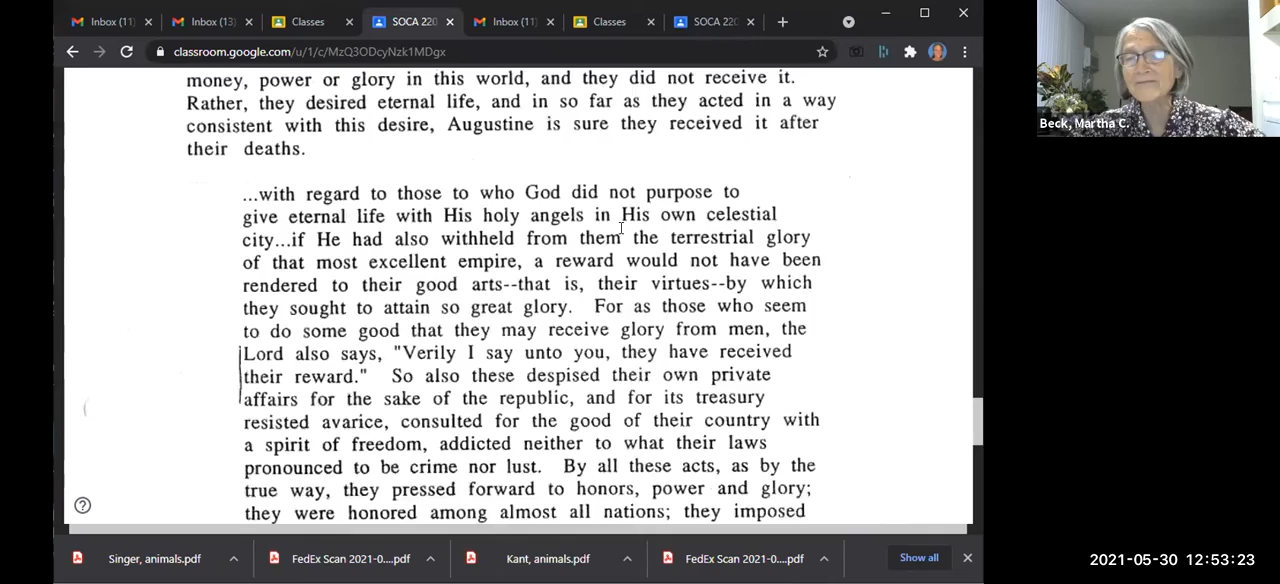 Inbox (11)
Inbox (13)
Classes
SOCA 220
Inbox (11)
Classes
SOCA 220
classroom.google.com/u/1/c/MzQ3ODcyNzk1MDgx
money, power or glory in this world, and they did not receive it.
Rather, they desired eternal life, and in so far as they acted in a way
consistent with this desire, Augustine is sure they received it after
their deaths.
...with regard to those to who God did not purpose to
give eternal life with His holy angels in His own celestial
city...if He had also withheld from them the terrestrial glory
of that most excellent empire, a reward would not have been
rendered to their good arts--that is, their virtues--by which
they sought to attain so great glory. For as those who seem
to do some good that they may receive glory from men, the
Lord also says, "Verily I say unto you, they have received
their reward." So also these despised their own private
affairs for the sake of the republic, and for its treasury
resisted avarice, consulted for the good of their country with
a spirit of freedom, addicted neither to what their laws
pronounced to be crime nor lust. By all these acts, as by the
true way, they pressed forward to honors, power and glory;
they were honored among almost all nations; they imposed
Singer, animals.pdf
FedEx Scan 2021-0....pdf
Kant, animals.pdf
FedEx Scan 2021-0....pdf
Show all
Beck, Martha C.
2021-05-30 12:53:23